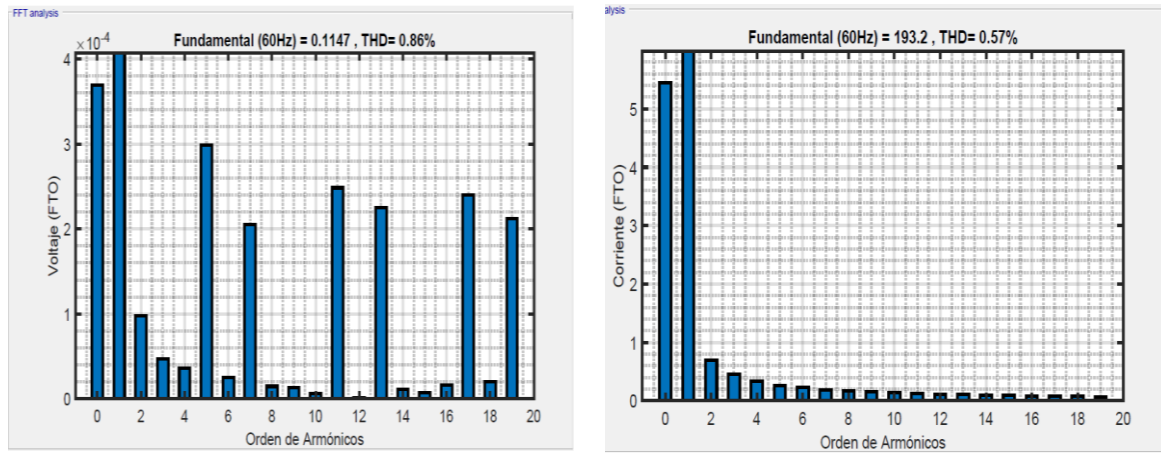 FFT analysis
×10⁻⁴
Fundamental (60Hz) = 0.1147 , THD= 0.86%
4
3
2
1
0
Voltaje (FTO)
0 2 4 6 8 10 12 14 16 18 20
Orden de Armónicos
alysis
Fundamental (60Hz) = 193.2 , THD= 0.57%
5
4
3
2
1
0
Corriente (FTO)
0 2 4 6 8 10 12 14 16 18 20
Orden de Armónicos